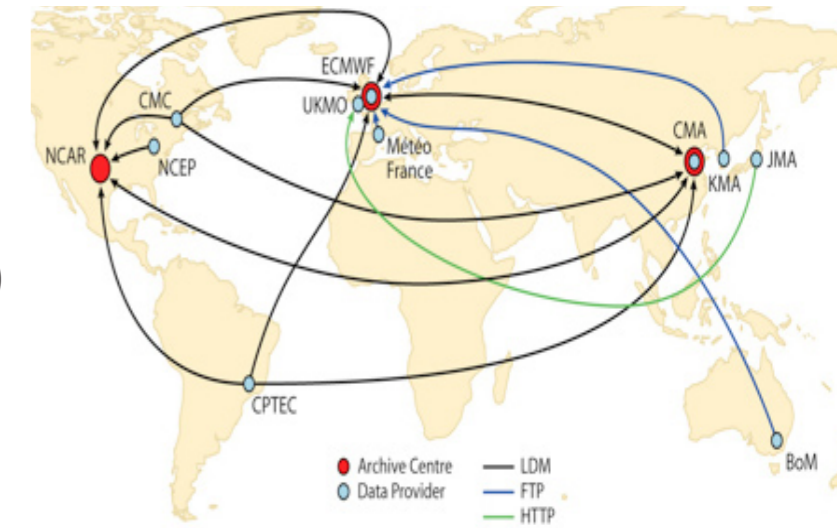 ECMWF
CMC
UKMO
NCAR
NCEP
Météo
France
CMA
KMA
JMA
CPTEC
BoM
Archive Centre
Data Provider
LDM
FTP
HTTP